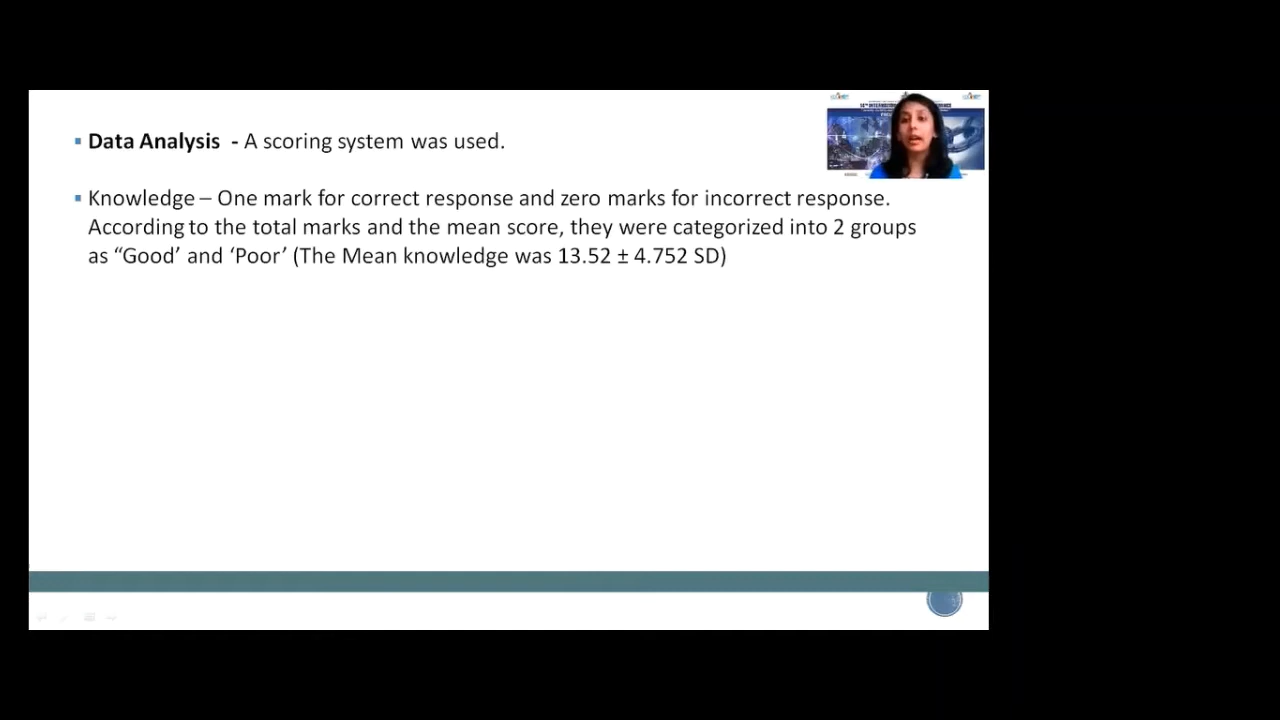 Data Analysis - A scoring system was used.
Knowledge – One mark for correct response and zero marks for incorrect response.
According to the total marks and the mean score, they were categorized into 2 groups
as “Good’ and ‘Poor’ (The Mean knowledge was 13.52 ± 4.752 SD)